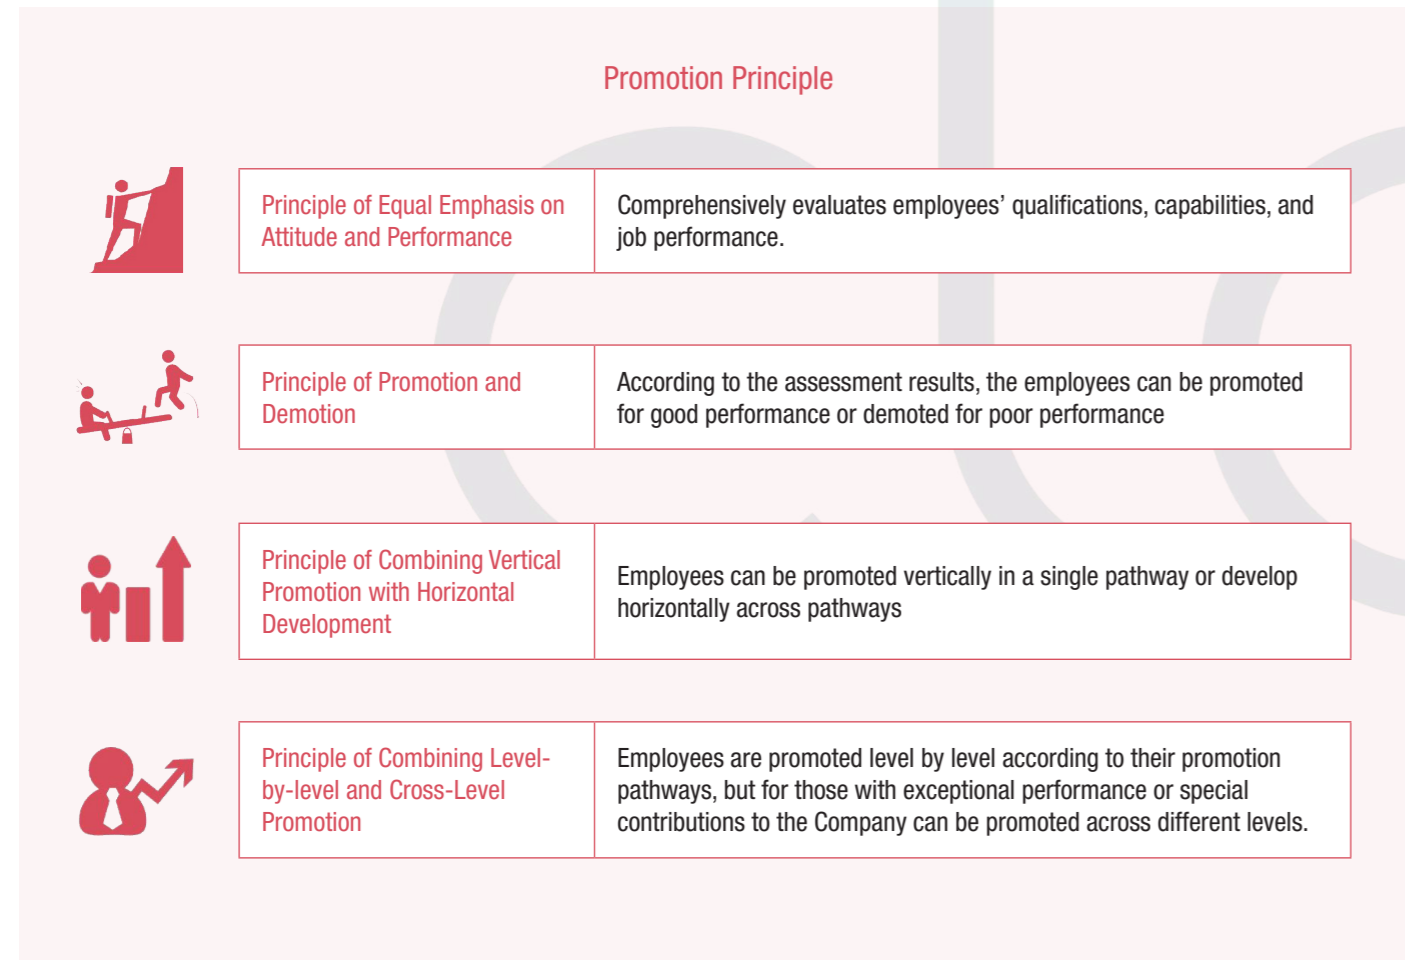 Promotion Principle
Principle of Equal Emphasis on
Attitude and Performance
Comprehensively evaluates employees’ qualifications, capabilities, and
job performance.
Principle of Promotion and
Demotion
According to the assessment results, the employees can be promoted
for good performance or demoted for poor performance
Principle of Combining Vertical
Promotion with Horizontal
Development
Employees can be promoted vertically in a single pathway or develop
horizontally across pathways
Principle of Combining Level-
by-level and Cross-Level
Promotion
Employees are promoted level by level according to their promotion
pathways, but for those with exceptional performance or special
contributions to the Company can be promoted across different levels.